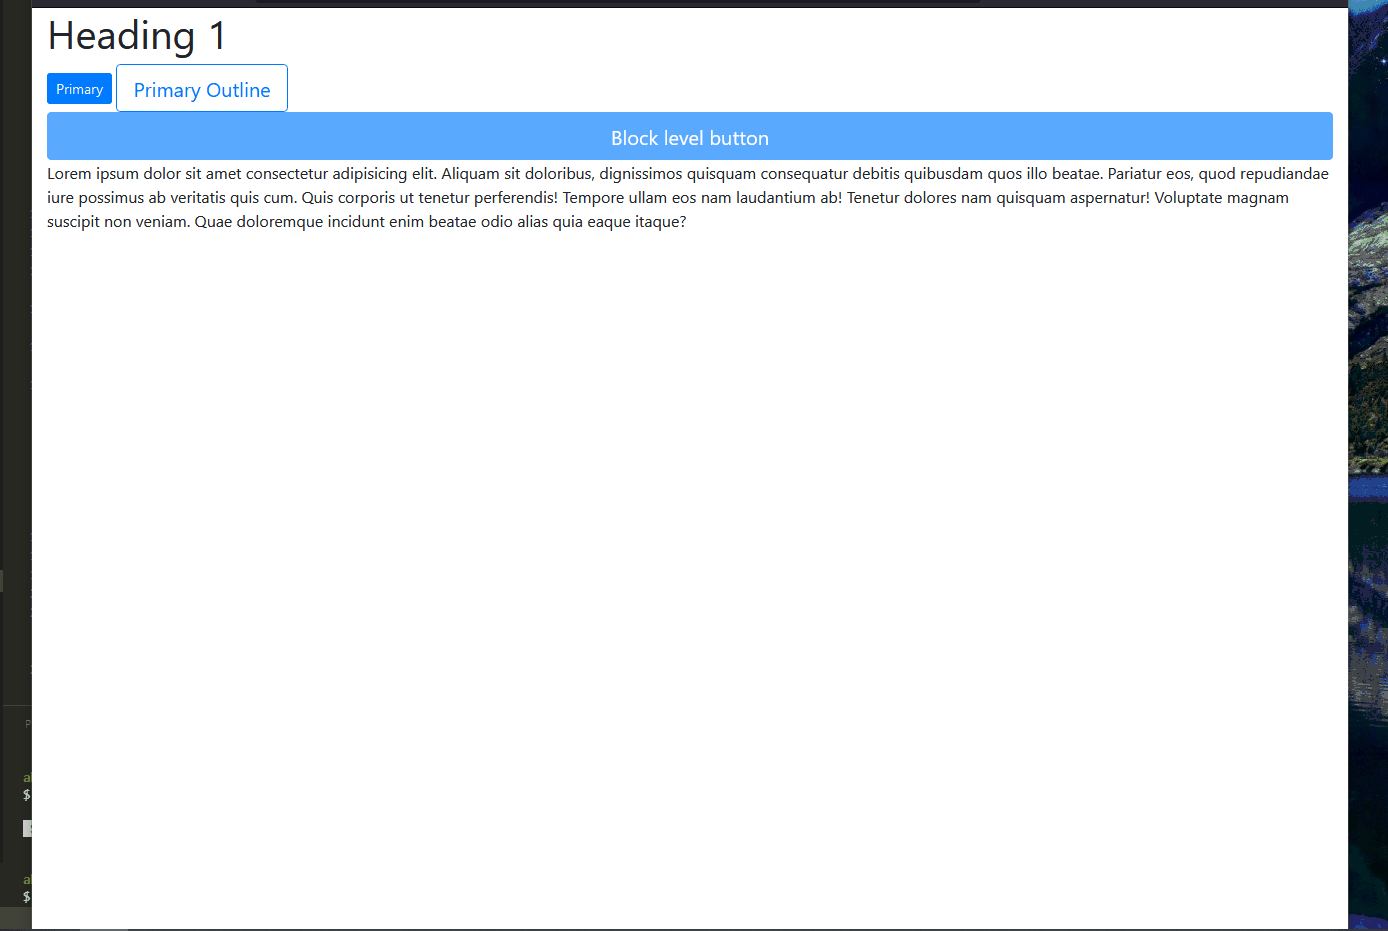 Heading 1
Primary Primary Outline
Block level button
Lorem ipsum dolor sit amet consectetur adipisicing elit. Aliquam sit doloribus, dignissimos quisquam consequatur debitis quibusdam quos illo beatae. Pariatur eos, quod repudiandae
iure possimus ab veritatis quis cum. Quis corporis ut tenetur perferendis! Tempore ullam eos nam laudantium ab! Tenetur dolores nam quisquam aspernatur! Voluptate magnam
suscipit non veniam. Quae doloremque incidunt enim beatae odio alias quia eaque itaque?
$
$